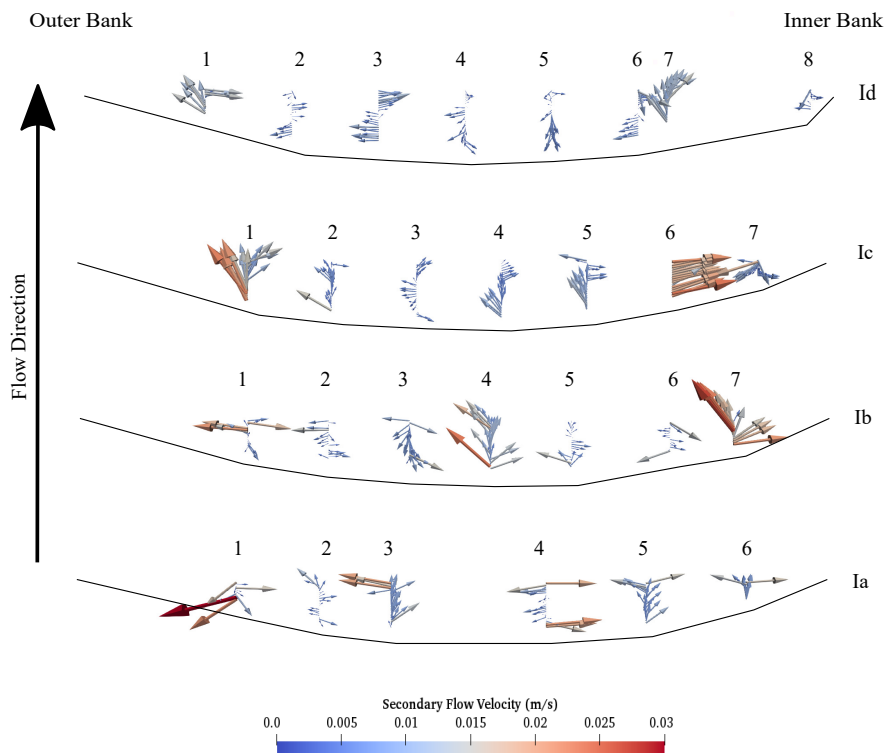 Outer Bank Inner Bank
1 2 3 4 5 6 7 8
Id
1 2 3 4 5 6 7
Ic
Flow Direction
1 2 3 4 5 6 7
Ib
1 2 3 4 5 6
Ia
Secondary Flow Velocity (m/s)
0.0 0.005 0.01 0.015 0.02 0.025 0.03